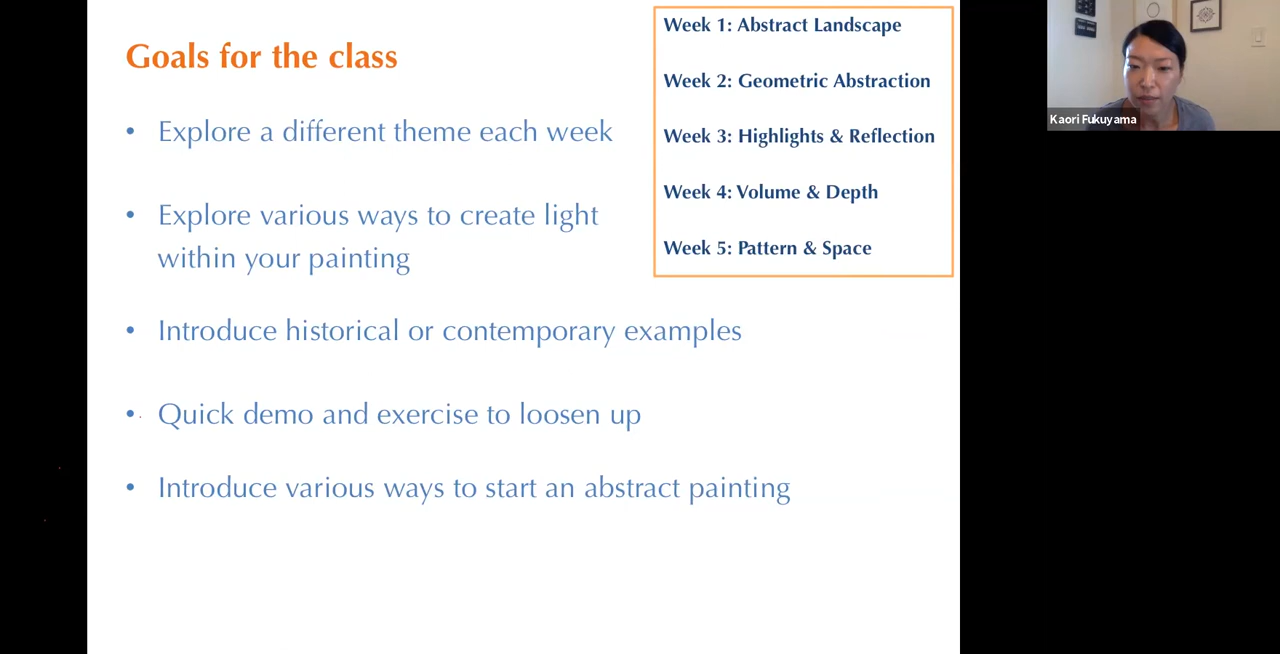 Goals for the class
• Explore a different theme each week
• Explore various ways to create light
within your painting
• Introduce historical or contemporary examples
• Quick demo and exercise to loosen up
• Introduce various ways to start an abstract painting
Week 1: Abstract Landscape
Week 2: Geometric Abstraction
Week 3: Highlights & Reflection
Week 4: Volume & Depth
Week 5: Pattern & Space
Kaori Fukuyama